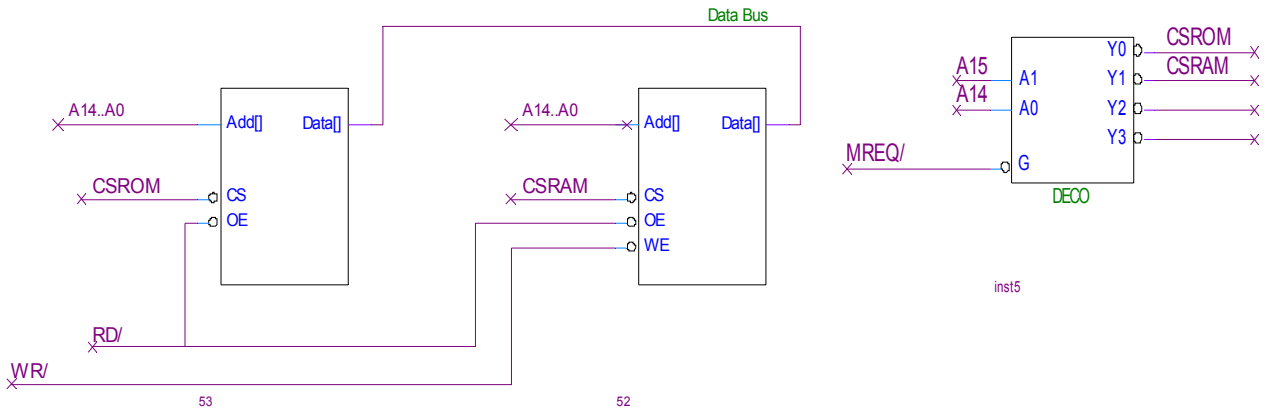 Data Bus
A14..A0
Add[]
Data[]
CSROM
CS
OE
RD/
WR/
53
A14..A0
Add[]
Data[]
CSRAM
CS
OE
WE
52
A15
A14
MREQ/
A1
A0
G
Y0
Y1
Y2
Y3
CSROM
CSRAM
DECO
inst5